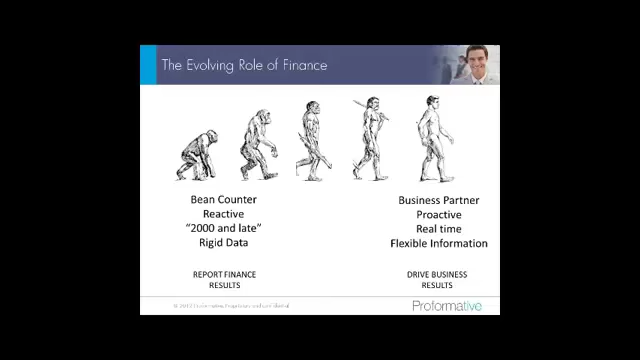 The Evolving Role of Finance
Bean Counter
Reactive
"2000 and late"
Rigid Data
Business Partner
Proactive
Real time
Flexible Information
REPORT FINANCE
RESULTS
DRIVE BUSINESS
RESULTS
Proformative